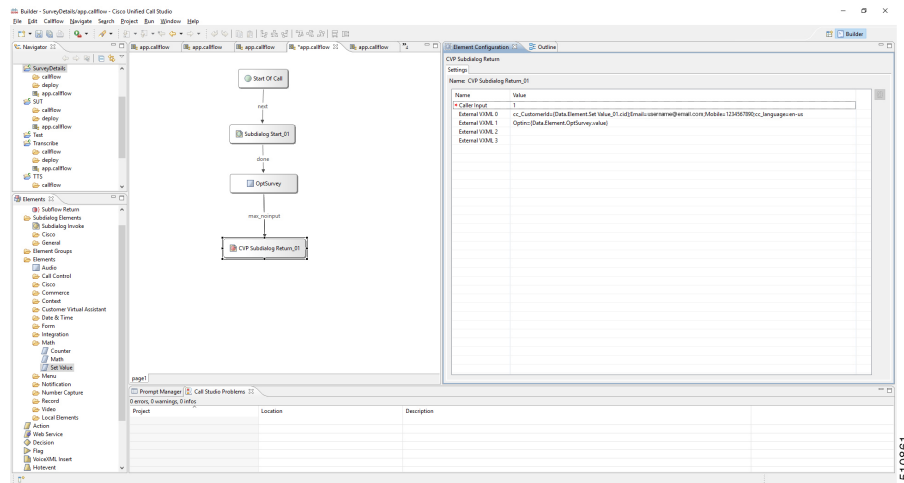 Builder - SurveyDetails/app.callflow - Cisco Unified Call Studio
File Edit Callflow Navigate Search Project Run Window Help
Builder
Navigator
SurveyDetails
callflow
deploy
app.callflow
SUT
callflow
deploy
app.callflow
Test
Transcribe
callflow
deploy
app.callflow
TTS
callflow
Elements
Subflow Return
Subdialog Elements
Subdialog Invoke
Cisco
General
Element Groups
Elements
Audio
Call Control
Cisco
Commerce
Context
Customer Virtual Assistant
Date & Time
Form
Integration
Math
Counter
Math
Set Value
Menu
Notification
Number Capture
Record
Video
Local Elements
Action
Web Service
Decision
Flag
VoiceXML Insert
Hotevent
app.callflow app.callflow app.callflow *app.callflow app.callflow
Start Of Call
next
Subdialog Start_01
done
OptSurvey
max_noinput
CVP Subdialog Return_01
page1
Element Configuration Outline
CVP Subdialog Return
Settings
Name: CVP Subdialog Return_01
Name Value
* Caller Input 1
External VXML 0 cc_CustomerId={Data.Element.Set Value_01.cid};Email=username@email.com;Mobile=1234567890;cc_language=en-us
External VXML 1 Optin={Data.Element.OptSurvey.value}
External VXML 2
External VXML 3
Prompt Manager Call Studio Problems
0 errors, 0 warnings, 0 infos
Project Location Description
510861